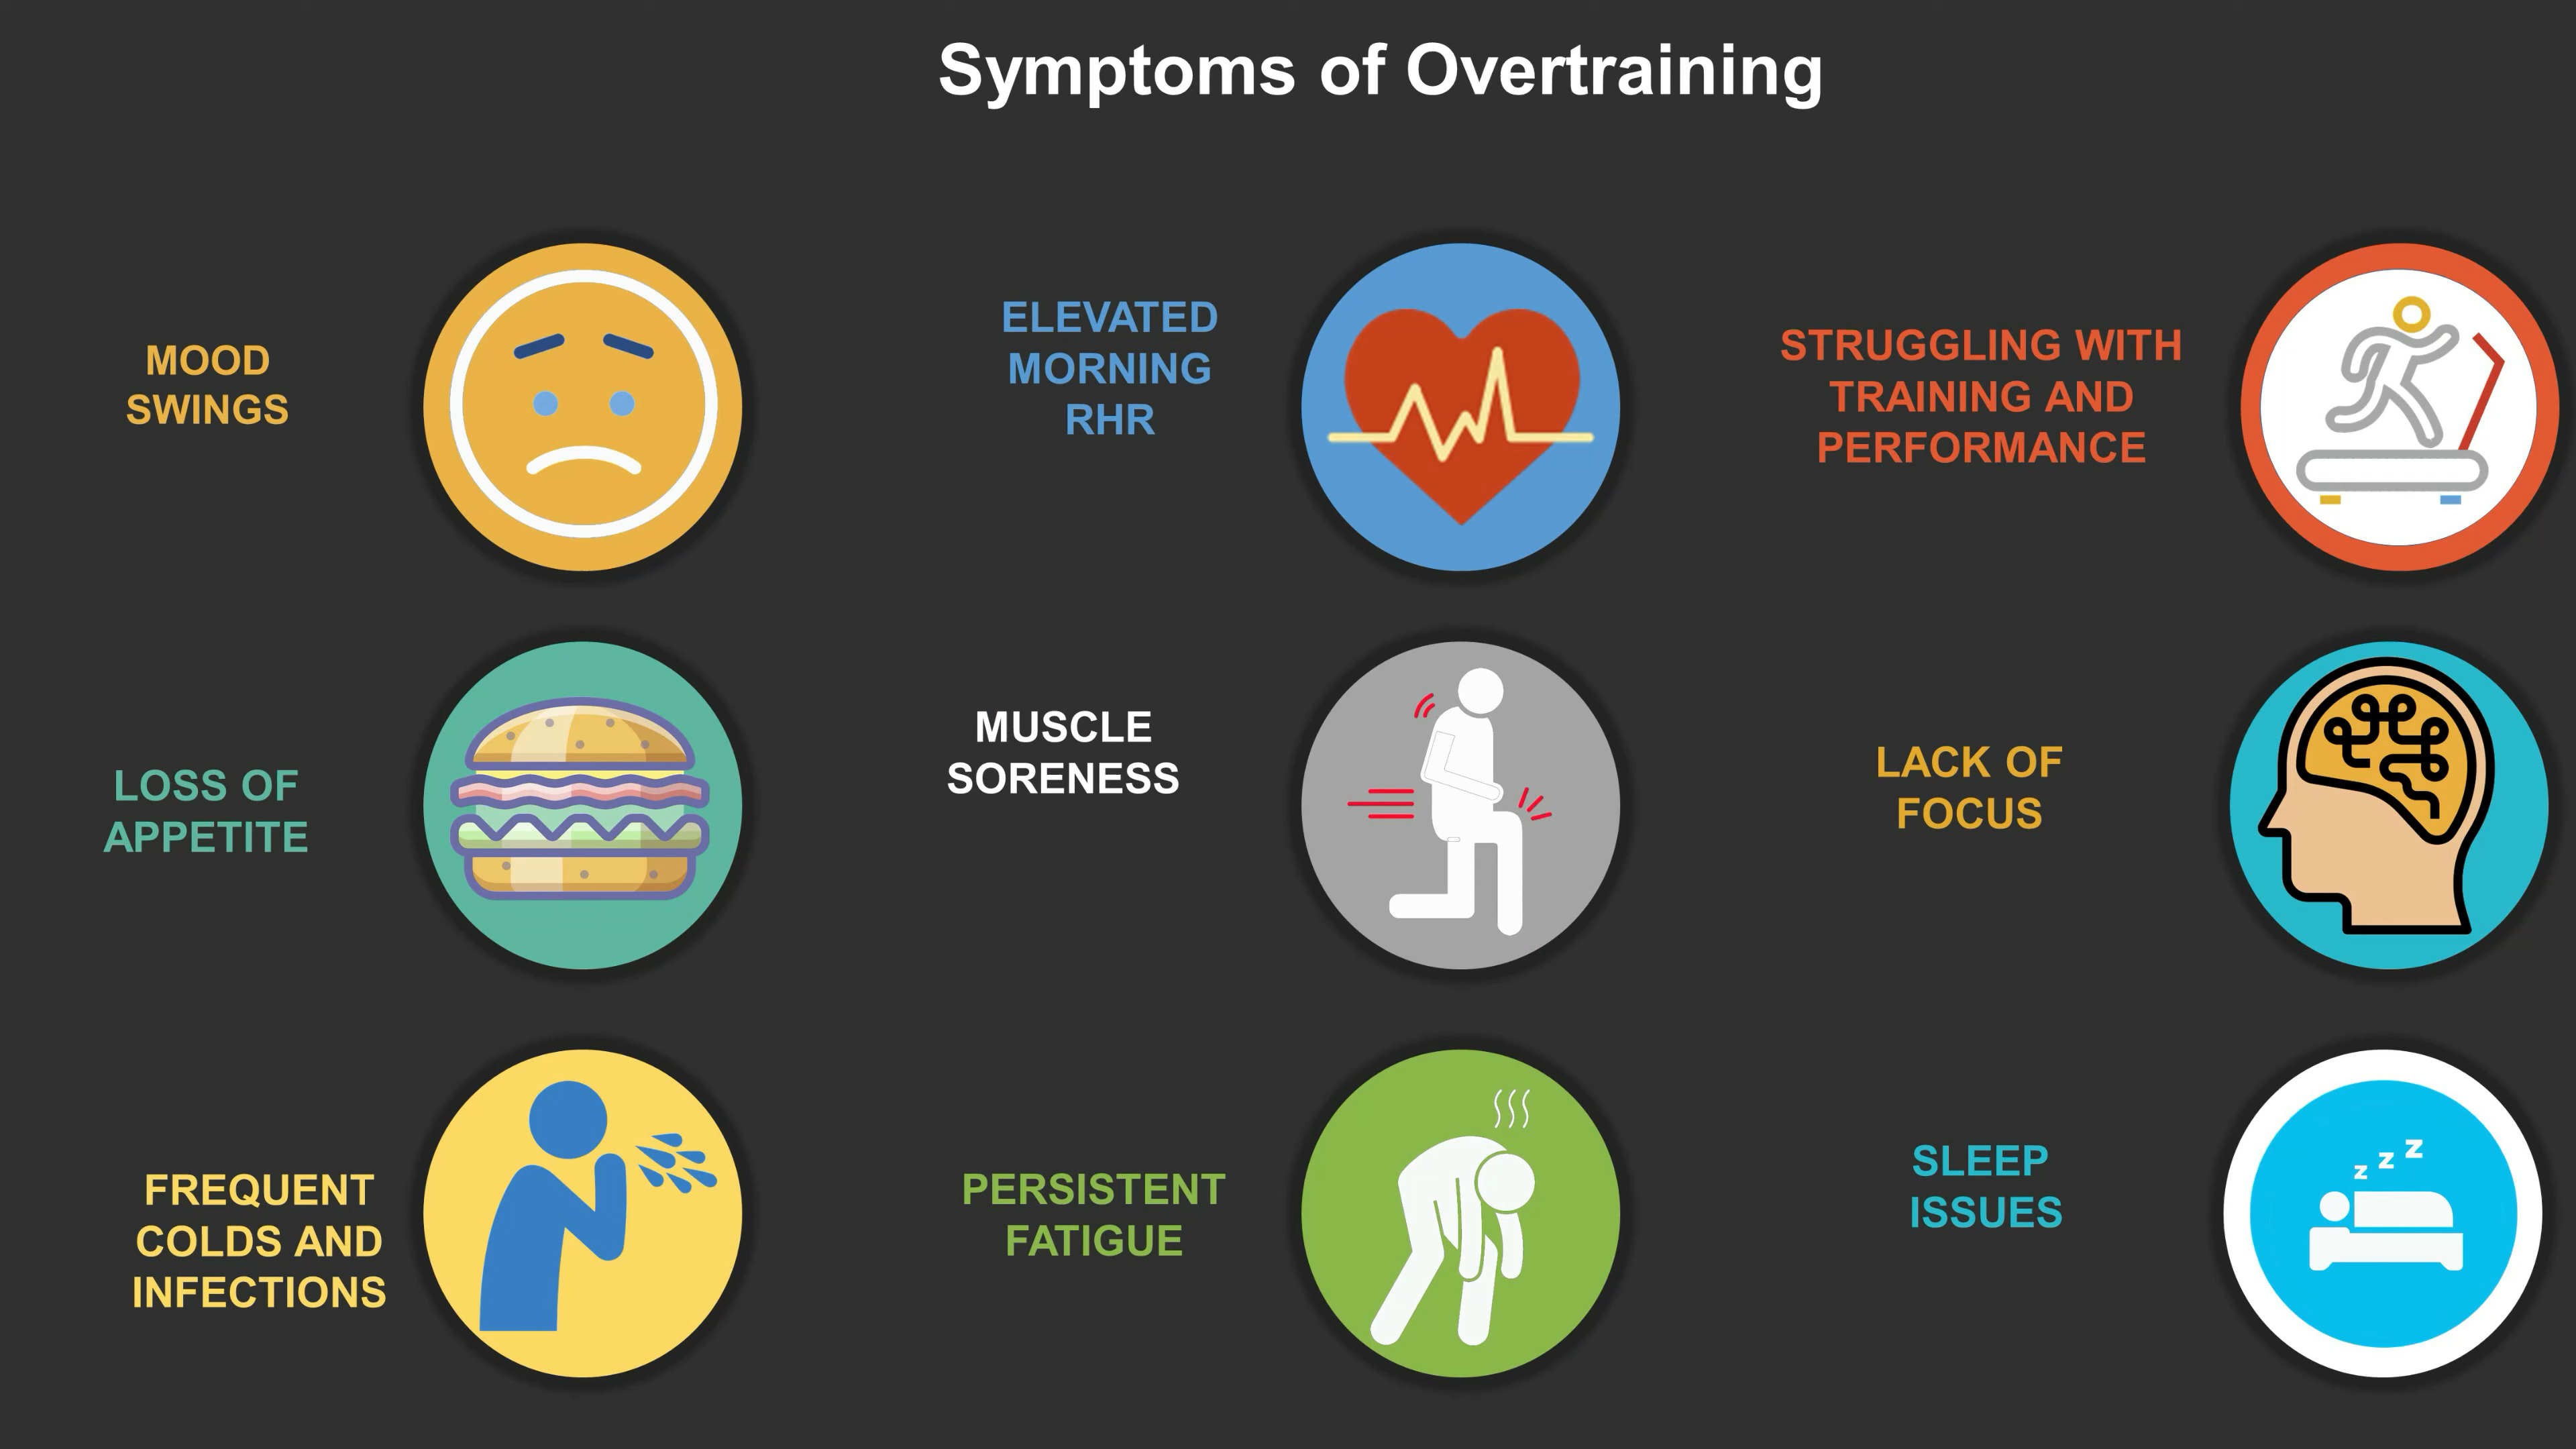 Symptoms of Overtraining
MOOD
SWINGS
ELEVATED
MORNING
RHR
STRUGGLING WITH
TRAINING AND
PERFORMANCE
LOSS OF
APPETITE
MUSCLE
SORENESS
LACK OF
FOCUS
FREQUENT
COLDS AND
INFECTIONS
PERSISTENT
FATIGUE
SLEEP
ISSUES
z z z